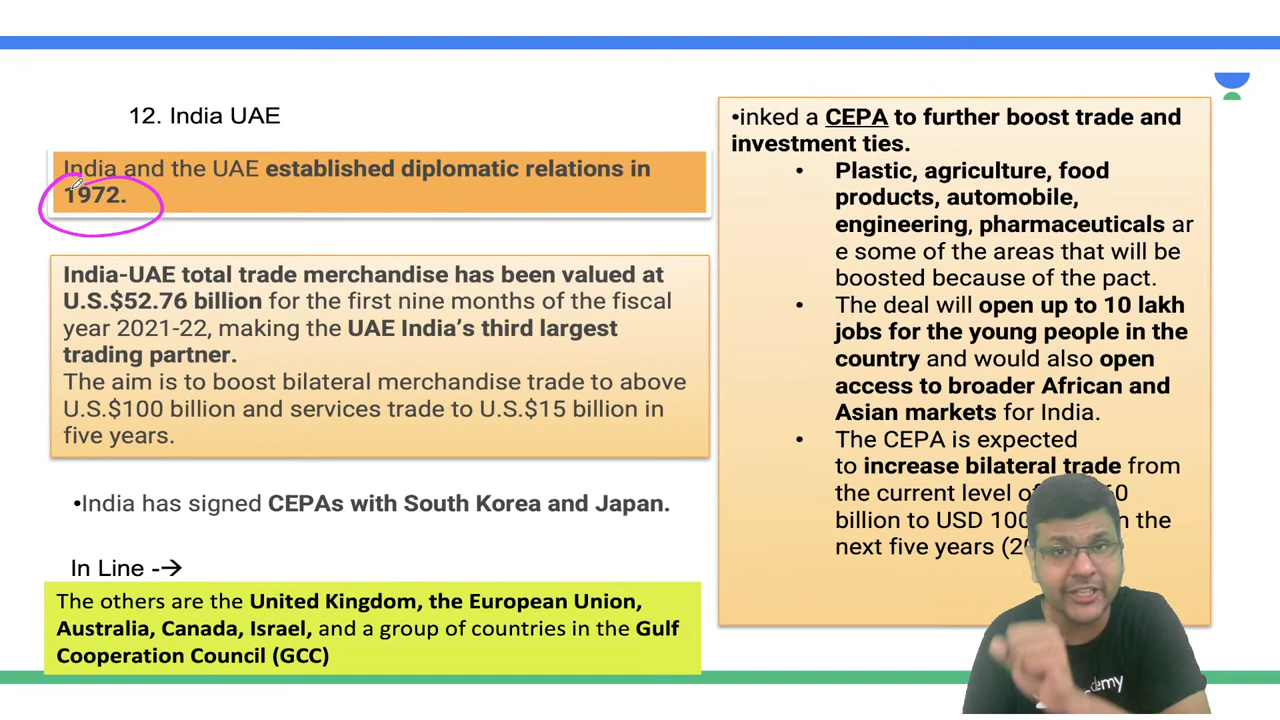 12. India UAE
India and the UAE established diplomatic relations in
1972.
India-UAE total trade merchandise has been valued at
U.S.$52.76 billion for the first nine months of the fiscal
year 2021-22, making the UAE India’s third largest
trading partner.
The aim is to boost bilateral merchandise trade to above
U.S.$100 billion and services trade to U.S.$15 billion in
five years.
•India has signed CEPAs with South Korea and Japan.
In Line -→
The others are the United Kingdom, the European Union,
Australia, Canada, Israel, and a group of countries in the Gulf
Cooperation Council (GCC)
•inked a CEPA to further boost trade and
investment ties.
• Plastic, agriculture, food
products, automobile,
engineering, pharmaceuticals ar
e some of the areas that will be
boosted because of the pact.
• The deal will open up to 10 lakh
jobs for the young people in the
country and would also open
access to broader African and
Asian markets for India.
• The CEPA is expected
to increase bilateral trade from
the current level of
billion to USD 100 the
next five years